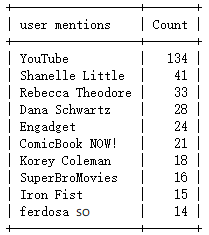 user mentions | Count
YouTube | 134
Shanelle Little | 41
Rebecca Theodore | 33
Dana Schwartz | 28
Engadget | 24
ComicBook NOW! | 21
Korey Coleman | 18
SuperBroMovies | 16
Iron Fist | 15
ferdosa so | 14